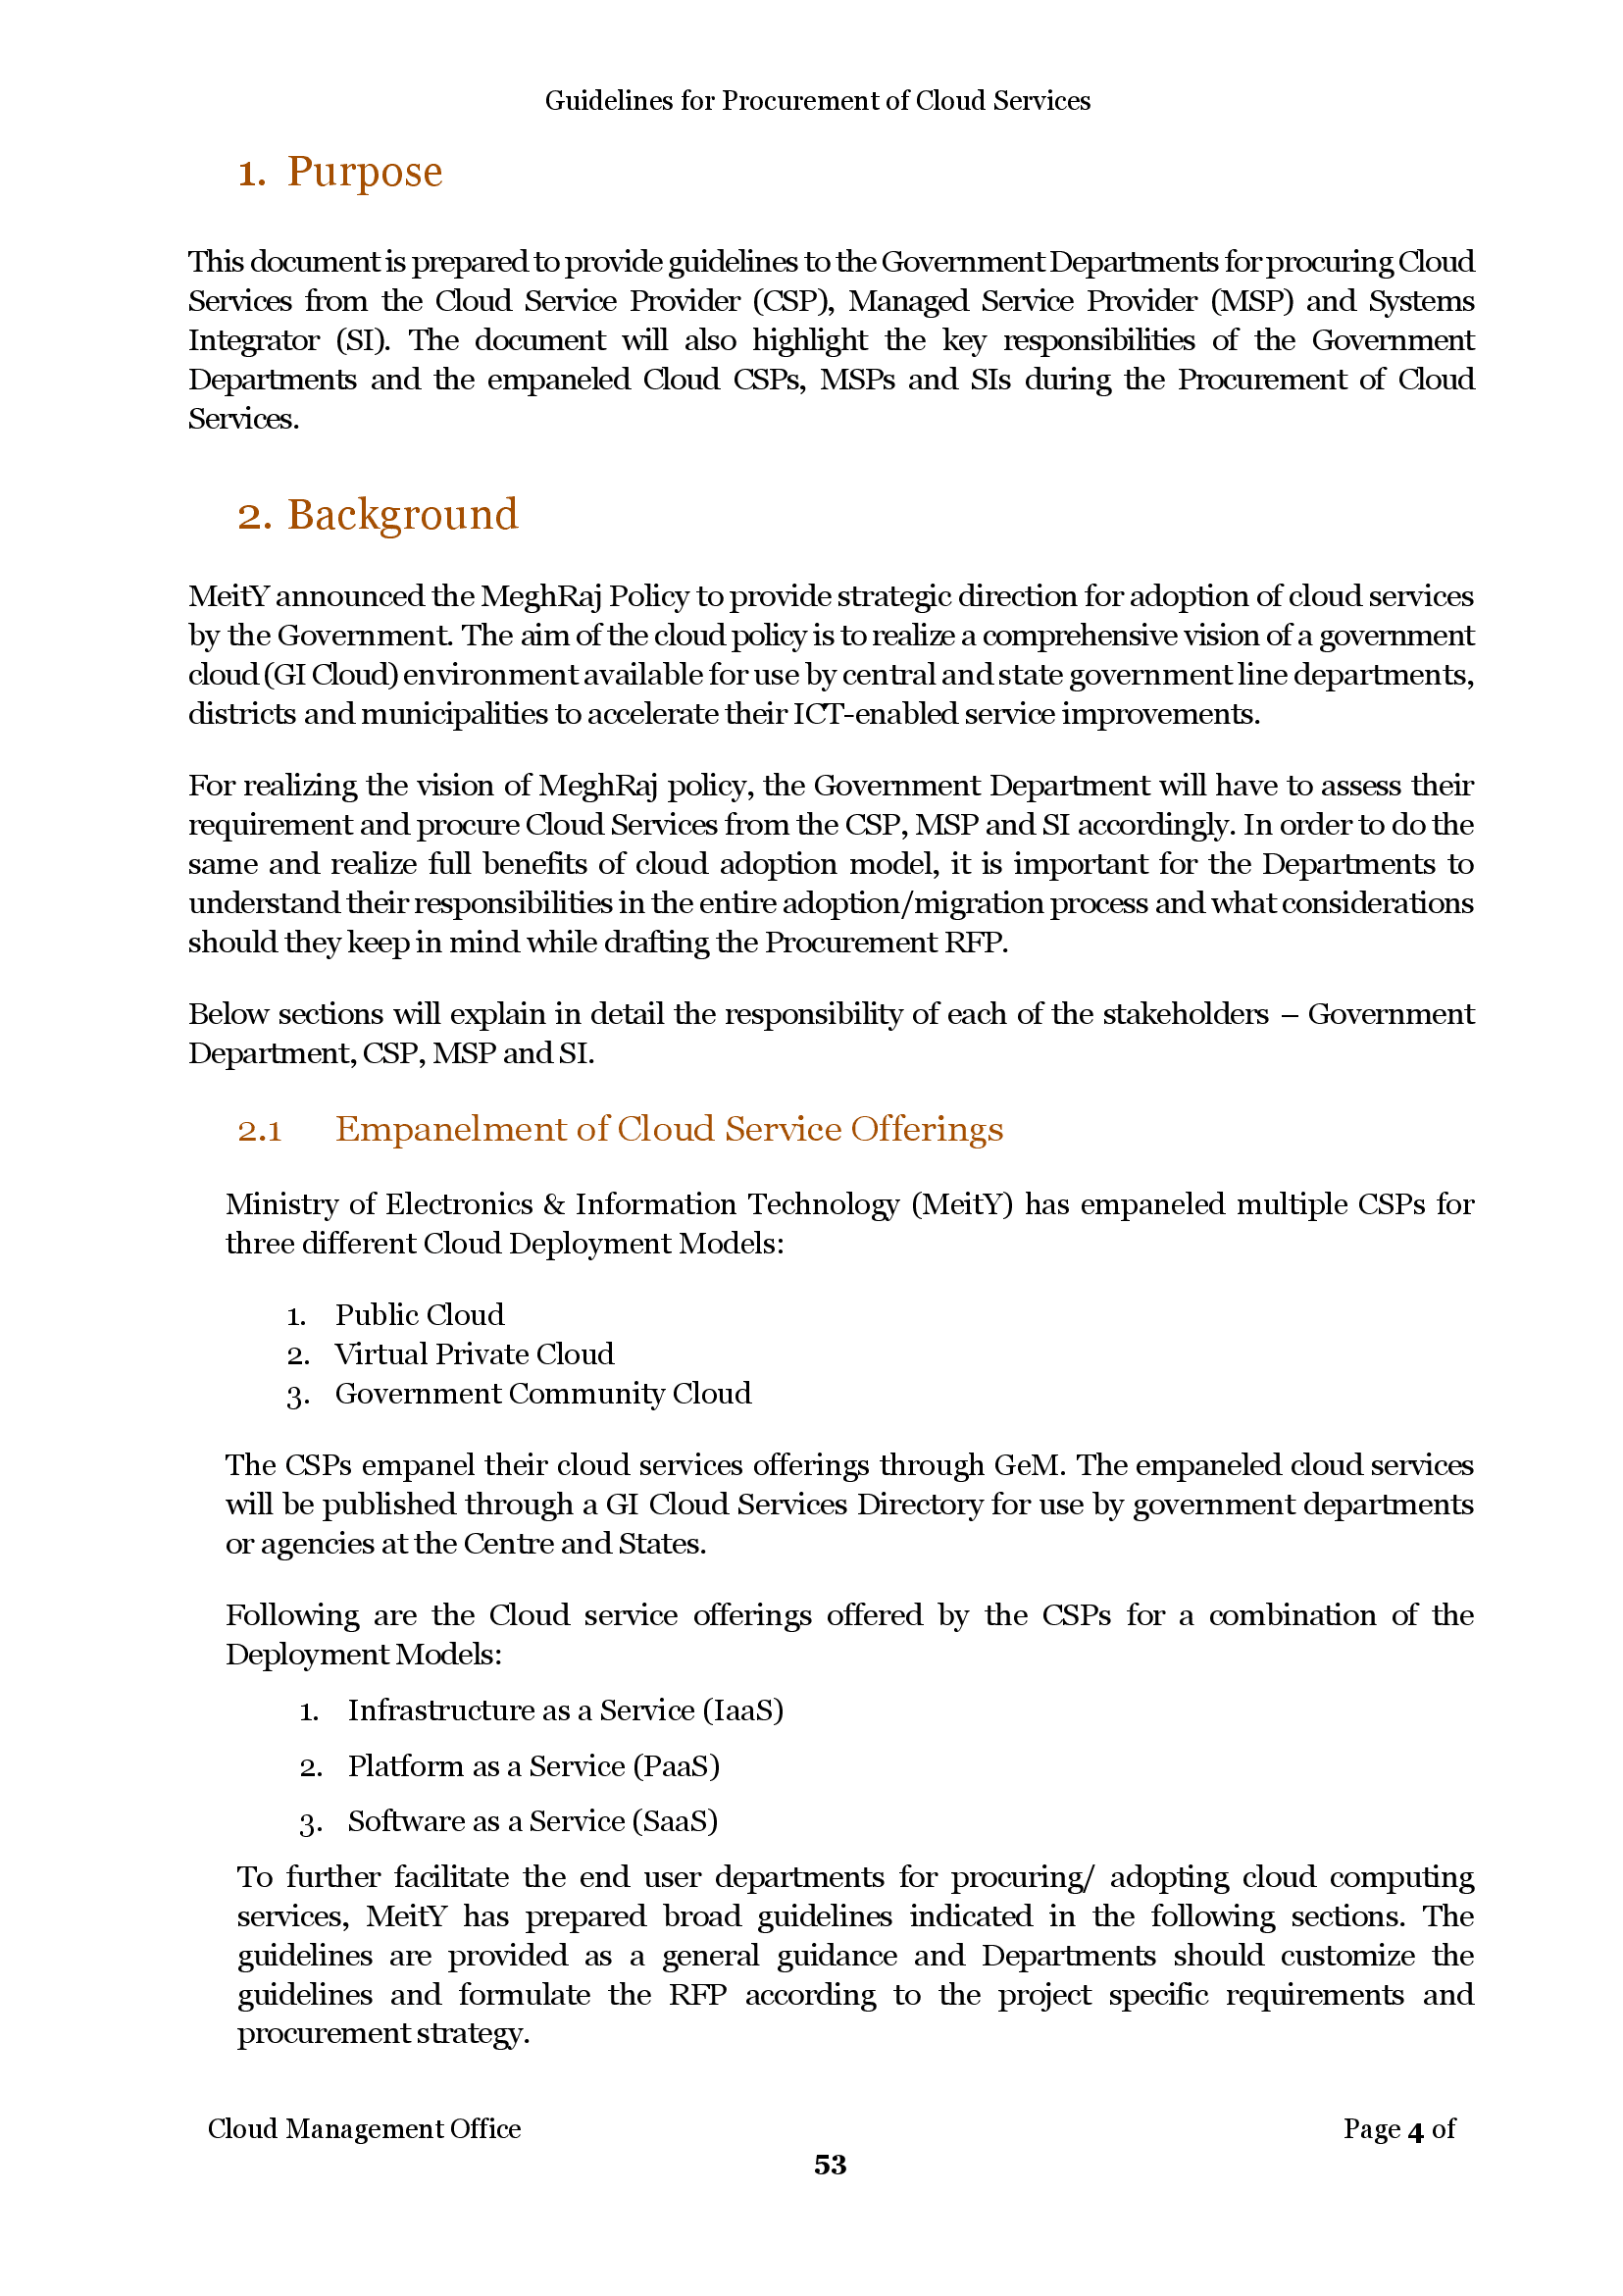 Guidelines for Procurement of Cloud Services
1. Purpose
This document is prepared to provide guidelines to the Government Departments for procuring Cloud
Services from the Cloud Service Provider (CSP), Managed Service Provider (MSP) and Systems
Integrator (SI). The document will also highlight the key responsibilities of the Government
Departments and the empaneled Cloud CSPs, MSPs and SIs during the Procurement of Cloud
Services.
2. Background
MeitY announced the MeghRaj Policy to provide strategic direction for adoption of cloud services
by the Government. The aim of the cloud policy is to realize a comprehensive vision of a government
cloud (GI Cloud) environment available for use by central and state government line departments,
districts and municipalities to accelerate their ICT-enabled service improvements.
For realizing the vision of MeghRaj policy, the Government Department will have to assess their
requirement and procure Cloud Services from the CSP, MSP and SI accordingly. In order to do the
same and realize full benefits of cloud adoption model, it is important for the Departments to
understand their responsibilities in the entire adoption/migration process and what considerations
should they keep in mind while drafting the Procurement RFP.
Below sections will explain in detail the responsibility of each of the stakeholders – Government
Department, CSP, MSP and SI.
2.1 Empanelment of Cloud Service Offerings
Ministry of Electronics & Information Technology (MeitY) has empaneled multiple CSPs for
three different Cloud Deployment Models:
1. Public Cloud
2. Virtual Private Cloud
3. Government Community Cloud
The CSPs empanel their cloud services offerings through GeM. The empaneled cloud services
will be published through a GI Cloud Services Directory for use by government departments
or agencies at the Centre and States.
Following are the Cloud service offerings offered by the CSPs for a combination of the
Deployment Models:
1. Infrastructure as a Service (IaaS)
2. Platform as a Service (PaaS)
3. Software as a Service (SaaS)
To further facilitate the end user departments for procuring/ adopting cloud computing
services, MeitY has prepared broad guidelines indicated in the following sections. The
guidelines are provided as a general guidance and Departments should customize the
guidelines and formulate the RFP according to the project specific requirements and
procurement strategy.
Cloud Management Office Page 4 of
53